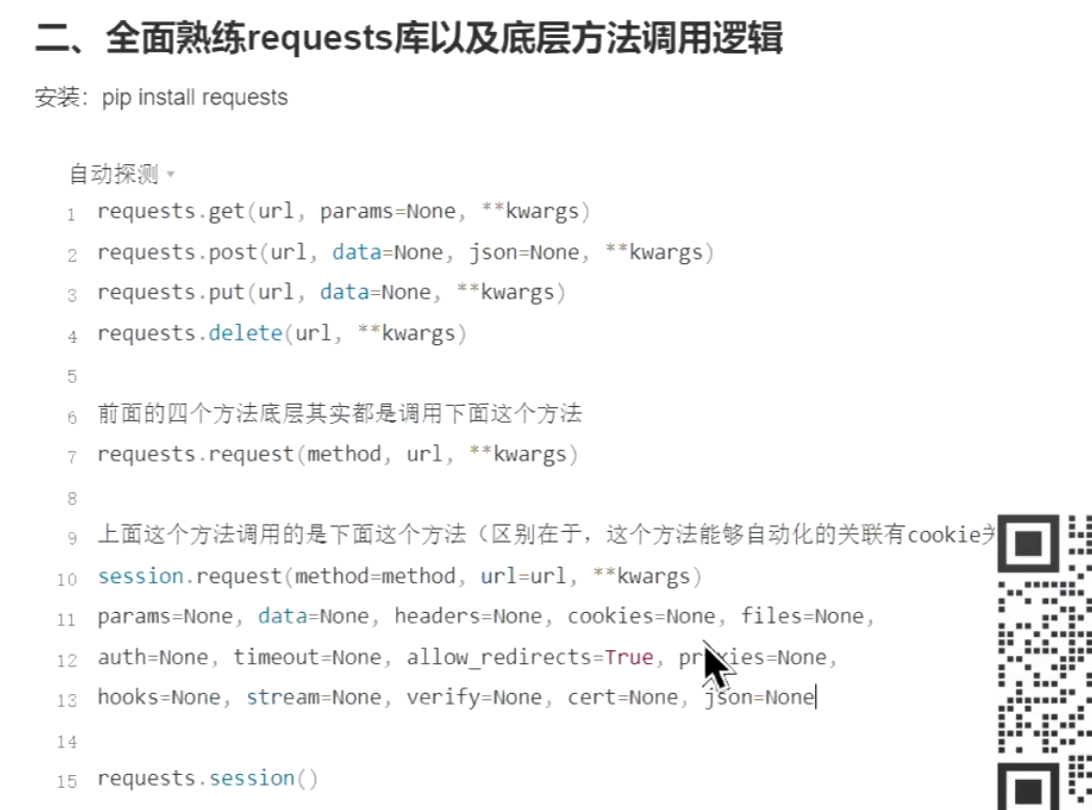 二、全面熟练requests库以及底层方法调用逻辑
安装：pip install requests
自动探测
1 requests.get(url, params=None, **kwargs)
2 requests.post(url, data=None, json=None, **kwargs)
3 requests.put(url, data=None, **kwargs)
4 requests.delete(url, **kwargs)
5
6 前面的四个方法底层其实都是调用下面这个方法
7 requests.request(method, url, **kwargs)
8
9 上面这个方法调用的是下面这个方法（区别在于，这个方法能够自动化的关联有cookie
10 session.request(method=method, url=url, **kwargs)
11 params=None, data=None, headers=None, cookies=None, files=None,
12 auth=None, timeout=None, allow_redirects=True, proxies=None,
13 hooks=None, stream=None, verify=None, cert=None, json=None
14
15 requests.session()